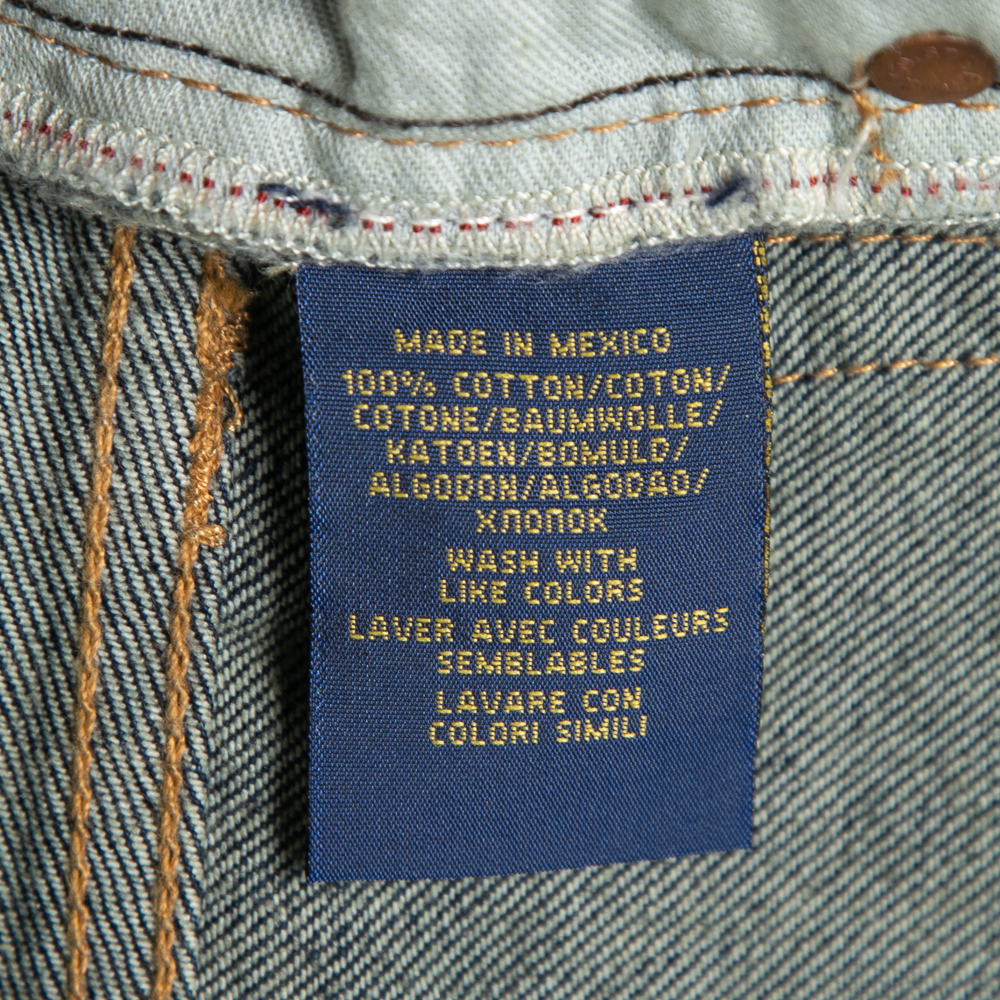 MADE IN MEXICO
100% COTTON/COTON/
COTONE/BAUMWOLLE/
KATOEN/BOMULD/
ALGODON/ALGODAO/
ХЛОПОК
WASH WITH
LIKE COLORS
LAVER AVEC COULEURS
SEMBLABLES
LAVARE CON
COLORI SIMILI